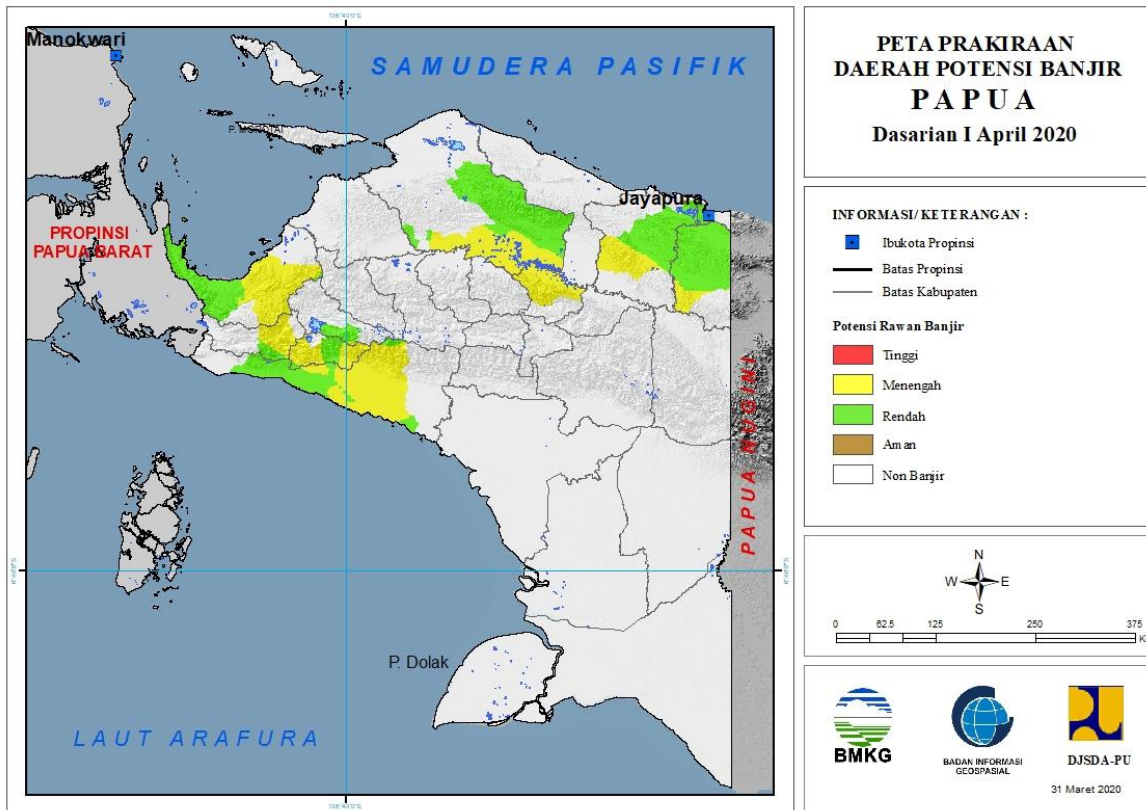 Manokwari
SAMUDERA PASIFIK
Jayapura
PROPINSI
PAPUA BARAT
PAPUA NUGINI
P. Dolak
LAUT ARAFURA
PETA PRAKIRAAN
DAERAH POTENSI BANJIR
PAPUA
Dasarian I April 2020
INFORMASI/ KETERANGAN :
Ibukota Propinsi
Batas Propinsi
Batas Kabupaten
Potensi Rawan Banjir
Tinggi
Menengah
Rendah
Aman
Non Banjir
N
W E
S
0 62.5 125 250 375
BMKG
BADAN INFORMASI
GEOSPASIAL
DJSDA-PU
31 Maret 2020